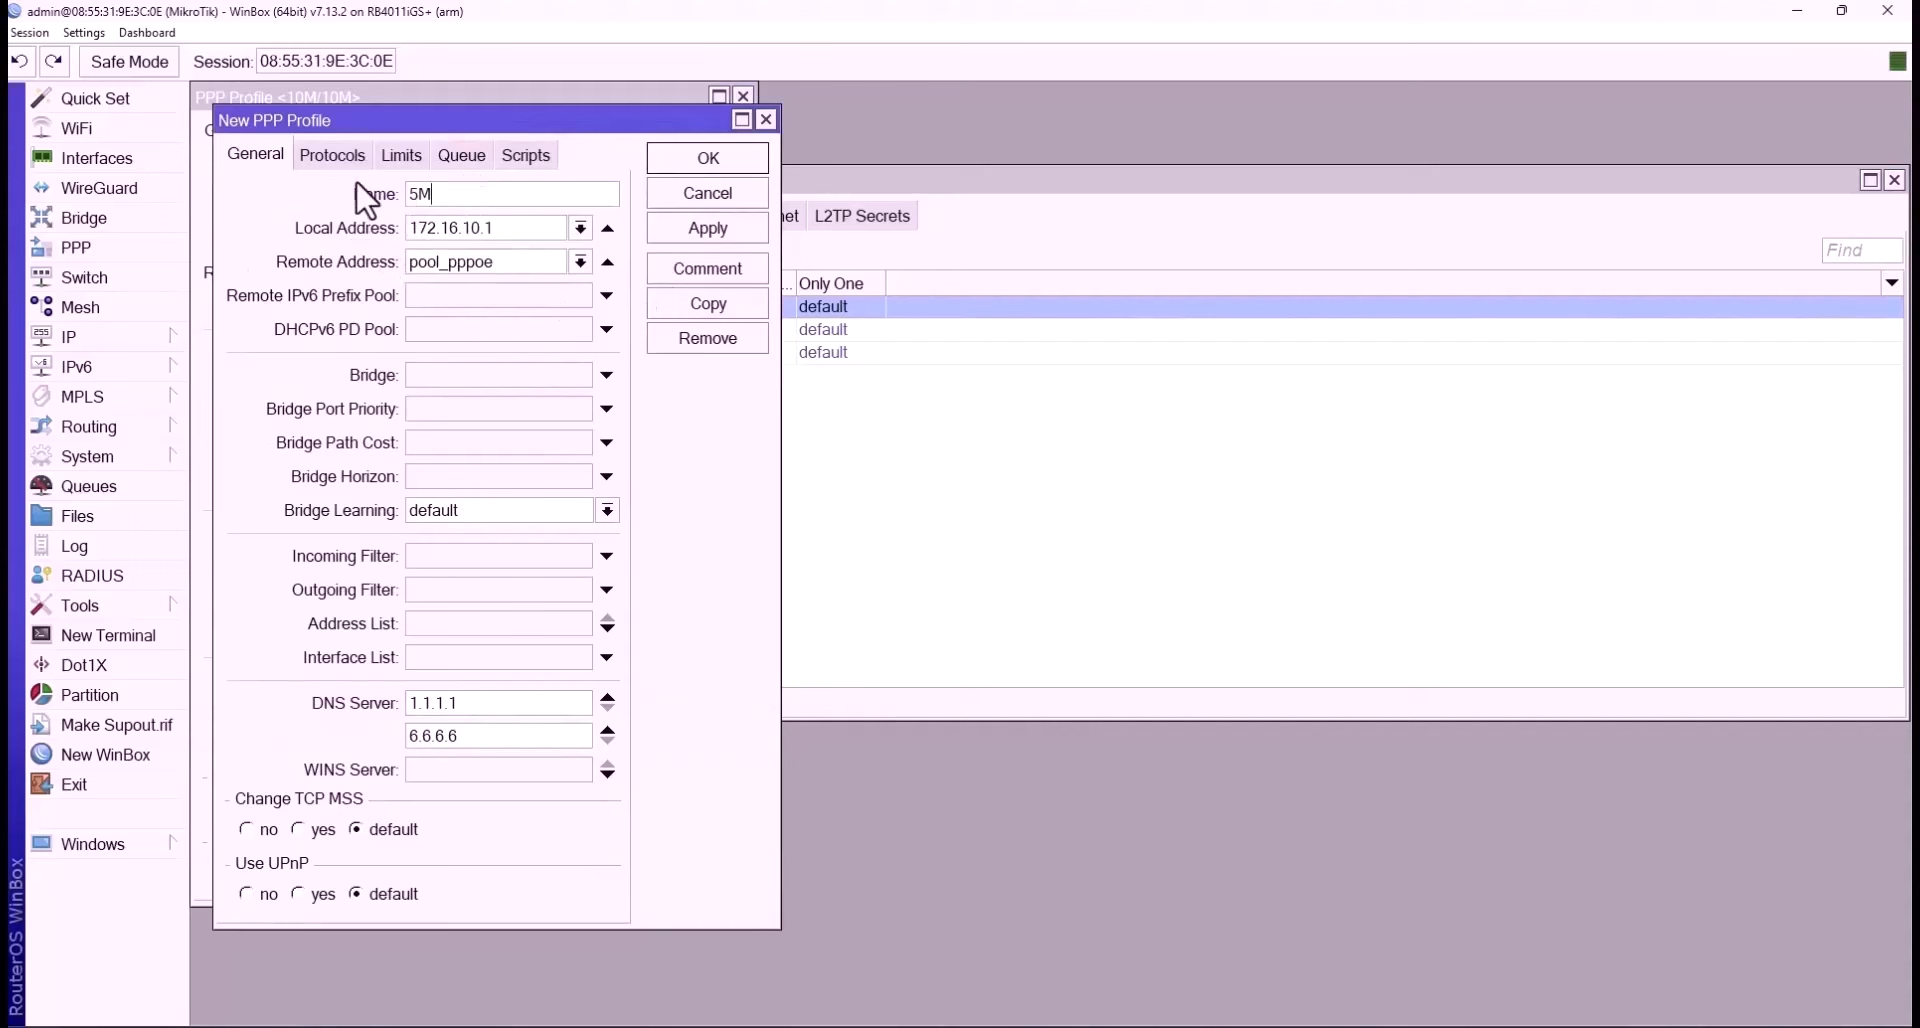 admin@08:55:31:9E:3C:0E (MikroTik) - WinBox (64bit) v7.13.2 on RB4011iGS+ (arm)
Session Settings Dashboard
Safe Mode Session: 08:55:31:9E:3C:0E
Quick Set
WiFi
Interfaces
WireGuard
Bridge
PPP
Switch
Mesh
IP
IPv6
MPLS
Routing
System
Queues
Files
Log
RADIUS
Tools
New Terminal
Dot1X
Partition
Make Supout.rif
New WinBox
Exit
Windows
RouterOS WinBox
PPP Profile <10M/10M>
New PPP Profile
General Protocols Limits Queue Scripts
5M
Local Address: 172.16.10.1
Remote Address: pool_pppoe
Remote IPv6 Prefix Pool:
DHCPv6 PD Pool:
Bridge:
Bridge Port Priority:
Bridge Path Cost:
Bridge Horizon:
Bridge Learning: default
Incoming Filter:
Outgoing Filter:
Address List:
Interface List:
DNS Server: 1.1.1.1
6.6.6.6
WINS Server:
Change TCP MSS
no yes default
Use UPnP
no yes default
OK
Cancel
Apply
Comment
Copy
Remove
L2TP Secrets
Find
... Only One
default
default
default